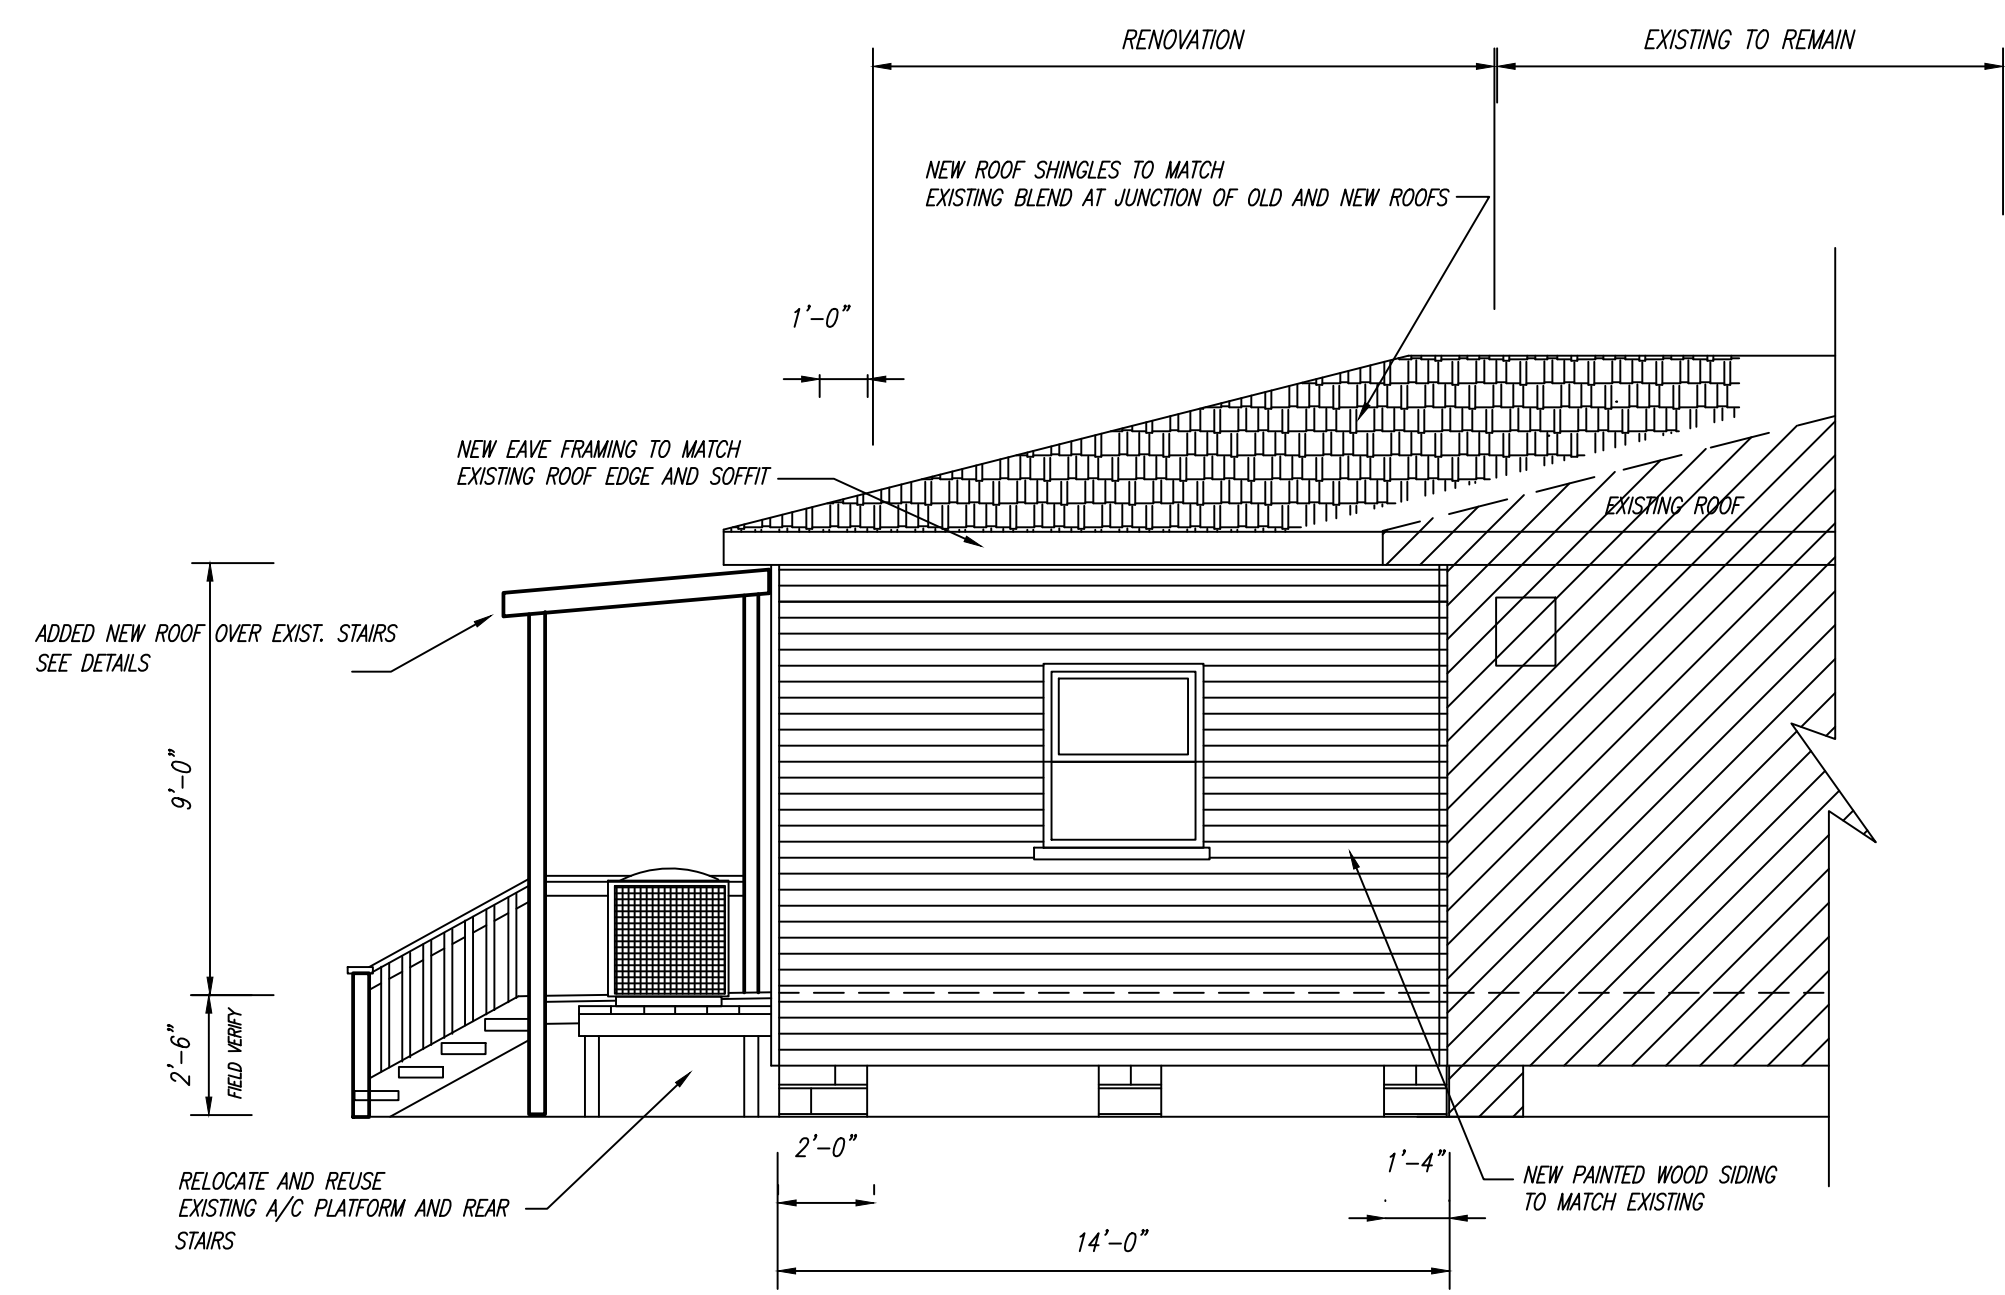 RENOVATION
EXISTING TO REMAIN
NEW ROOF SHINGLES TO MATCH
EXISTING BLEND AT JUNCTION OF OLD AND NEW ROOFS
1'-0"
NEW EAVE FRAMING TO MATCH
EXISTING ROOF EDGE AND SOFFIT
EXISTING ROOF
ADDED NEW ROOF OVER EXIST. STAIRS
SEE DETAILS
9'-0"
2'-6"
FIELD VERIFY
2'-0"
1'-4"
RELOCATE AND REUSE
EXISTING A/C PLATFORM AND REAR
STAIRS
NEW PAINTED WOOD SIDING
TO MATCH EXISTING
14'-0"